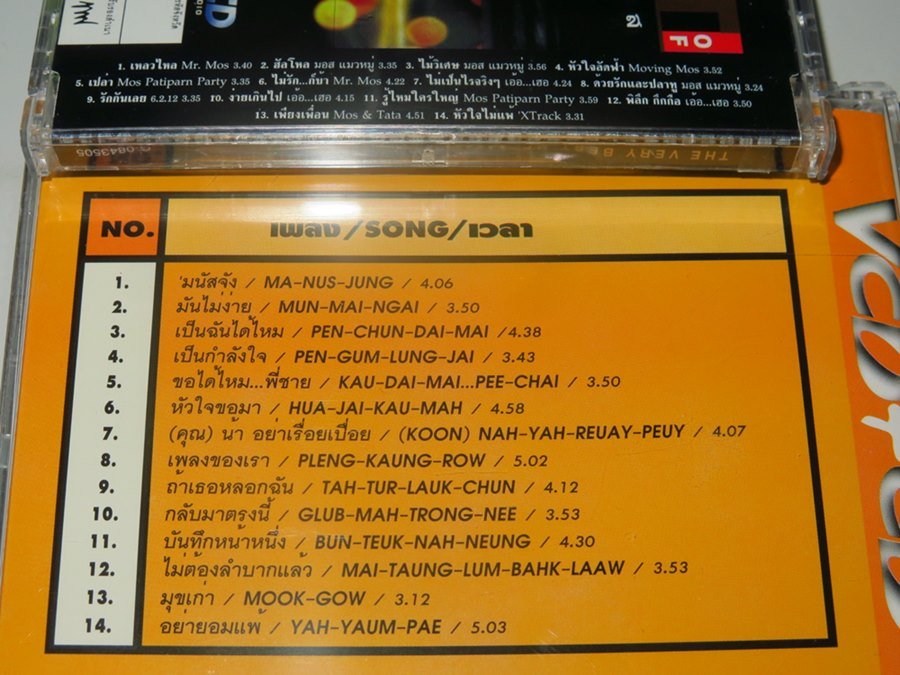 OF
1. เหลวไหล Mr. Mos 3.40 2. ฮัดโหล มอส แมวหมู่ 3.35 3. ไม้วิเศษ มอส แมวหมู่ 3.56 4. หัวใจลัดฟ้า Moving Mos 3.52
5. เปล่า Mos Patiparn Party 3.35 6. ไม่รัก...ก็บ้า Mr. Mos 4.22 7. ไม่เป็นไรจริงๆ เอ้อ...เฮอ 4.24 8. ด้วยรักและปลาทู มอส แมวหมู่ 3.24
9. รักกันเลย 6.2.12 3.35 10. ง่ายเกินไป เอ้อ...เฮอ 4.15 11. รู้ไหมใครใหญ่ Mos Patiparn Party 3.59 12. พิลึก กึกกือ เอ้อ...เฮอ 3.50
13. เพียงเพื่อน Mos & Tata 4.51 14. หัวใจไม่แพ้ 'XTrack 3.31
THE VERY BE
NO. เพลง/SONG/เวลา
1. 'มนัสจัง / MA-NUS-JUNG / 4.06
2. มันไม่ง่าย / MUN-MAI-NGAI / 3.50
3. เป็นฉันได้ไหม / PEN-CHUN-DAI-MAI /4.38
4. เป็นกำลังใจ / PEN-GUM-LUNG-JAI / 3.43
5. ขอได้ไหม...พี่ชาย / KAU-DAI-MAI...PEE-CHAI / 3.50
6. หัวใจขอมา / HUA-JAI-KAU-MAH / 4.58
7. (คุณ) น้า อย่าเรื่อยเปื่อย / (KOON) NAH-YAH-REUAY-PEUY / 4.07
8. เพลงของเรา / PLENG-KAUNG-ROW / 5.02
9. ถ้าเธอหลอกฉัน / TAH-TUR-LAUK-CHUN / 4.12
10. กลับมาตรงนี้ / GLUB-MAH-TRONG-NEE / 3.53
11. บันทึกหน้าหนึ่ง / BUN-TEUK-NAH-NEUNG / 4.30
12. ไม่ต้องลำบากแล้ว / MAI-TAUNG-LUM-BAHK-LAAW / 3.53
13. มุขเก่า / MOOK-GOW / 3.12
14. อย่ายอมแพ้ / YAH-YAUM-PAE / 5.03
VCD+CD